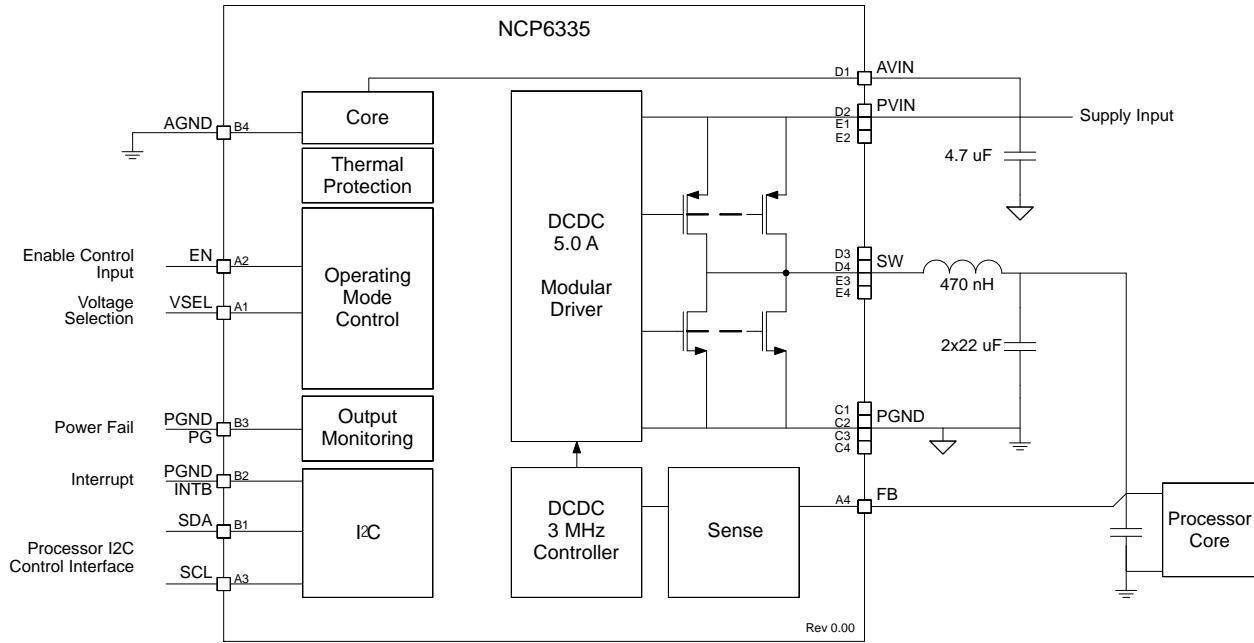 NCP6335
AVIN
D1
D2
PVIN
E1
E2
Supply Input
4.7 uF
AGND
B4
Core
Thermal
Protection
Enable Control
Input
EN
A2
Voltage
Selection
VSEL
A1
Operating
Mode
Control
DCDC
5.0 A
Modular
Driver
D3
D4
E3
E4
SW
470 nH
2x22 uF
Power Fail
PGND
PG
B3
Output
Monitoring
C1
C2
C3
C4
PGND
Interrupt
PGND
INTB
B2
SDA
B1
Processor I2C
Control Interface
SCL
A3
I2C
DCDC
3 MHz
Controller
Sense
A4
FB
Processor
Core
Rev 0.00